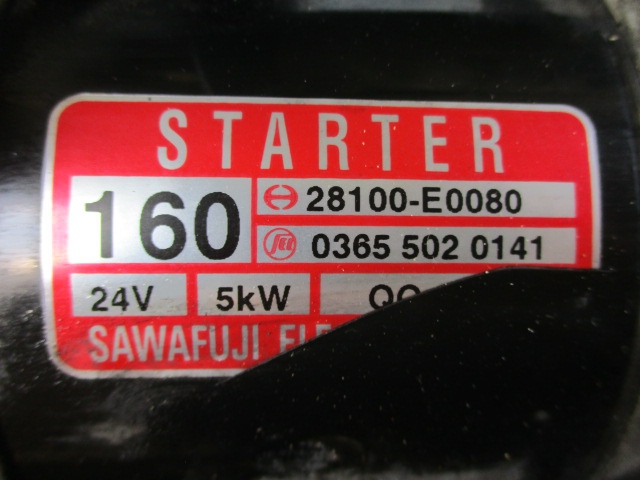 STARTER
160
28100-E0080
0365 502 0141
24V 5kW
SAWAFUJI